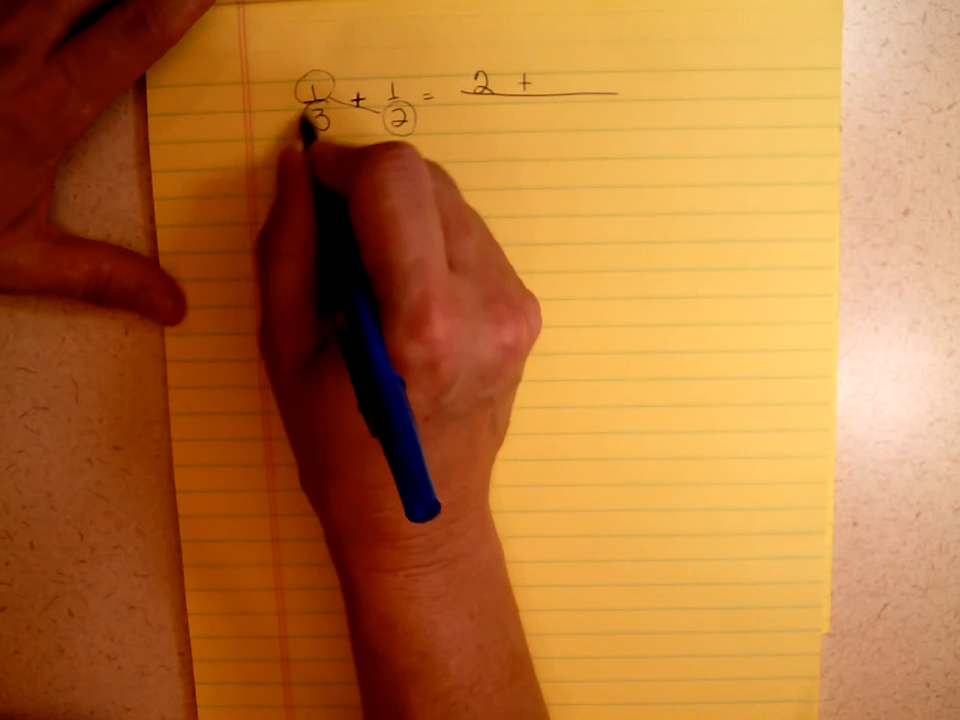 1/3 + 1/2 = 2 +